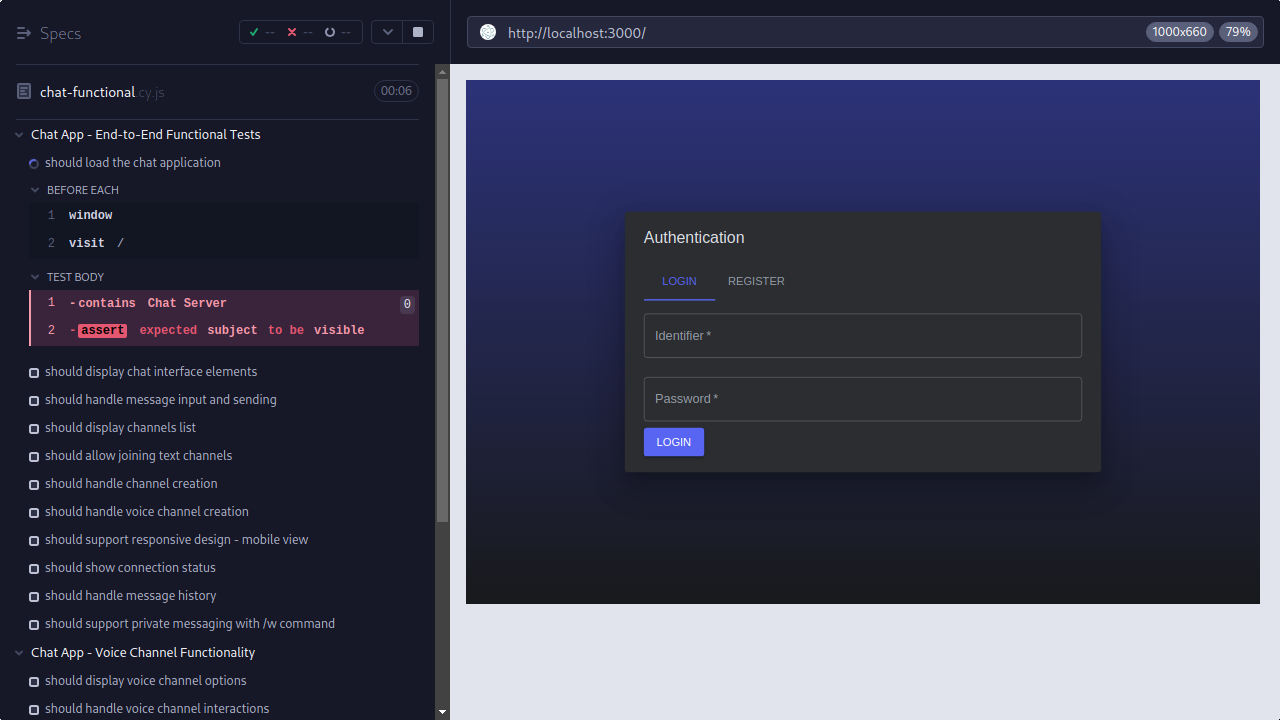 Specs
-- -- --
chat-functional.cy.js 00:06
Chat App - End-to-End Functional Tests
should load the chat application
BEFORE EACH
1 window
2 visit /
TEST BODY
1 -contains Chat Server 0
2 -assert expected subject to be visible
should display chat interface elements
should handle message input and sending
should display channels list
should allow joining text channels
should handle channel creation
should handle voice channel creation
should support responsive design - mobile view
should show connection status
should handle message history
should support private messaging with /w command
Chat App - Voice Channel Functionality
should display voice channel options
should handle voice channel interactions
http://localhost:3000/ 1000x660 79%
Authentication
LOGIN REGISTER
Identifier *
Password *
LOGIN